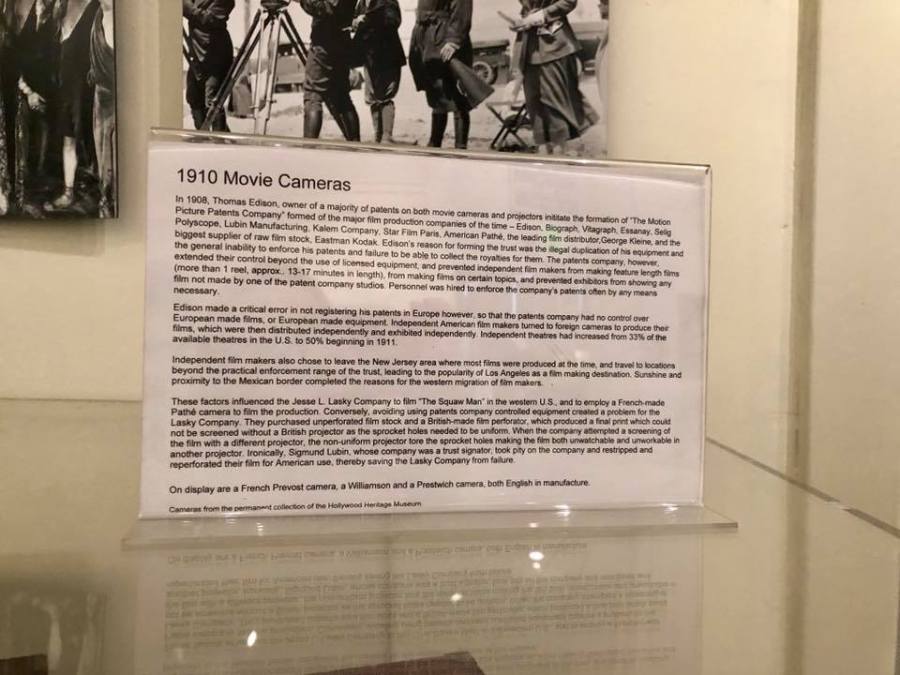 1910 Movie Cameras
In 1908, Thomas Edison, owner of a majority of patents on both movie cameras and projectors inititate the formation of "The Motion
Picture Patents Company" formed of the major film production companies of the time – Edison, Biograph, Vitagraph, Essanay, Selig
Polyscope, Lubin Manufacturing, Kalem Company, Star Film Paris, American Pathé, the leading film distributor,George Kleine, and the
biggest supplier of raw film stock, Eastman Kodak. Edison's reason for forming the trust was the illegal duplication of his equipment and
the general inability to enforce his patents and failure to be able to collect the royalties for them. The patents company, however,
extended their control beyond the use of licensed equipment, and prevented independent film makers from making feature length films
(more than 1 reel, approx.. 13-17 minutes in length), from making films on certain topics, and prevented exhibitors from showing any
film not made by one of the patent company studios. Personnel was hired to enforce the company's patents often by any means
necessary.
Edison made a critical error in not registering his patents in Europe however, so that the patents company had no control over
European made films, or European made equipment. Independent American film makers turned to foreign cameras to produce their
films, which were then distributed independently and exhibited independently. Independent theatres had increased from 33% of the
available theatres in the U.S. to 50% beginning in 1911.
Independent film makers also chose to leave the New Jersey area where most films were produced at the time, and travel to locations
beyond the practical enforcement range of the trust, leading to the popularity of Los Angeles as a film making destination. Sunshine and
proximity to the Mexican border completed the reasons for the western migration of film makers.
These factors influenced the Jesse L. Lasky Company to film "The Squaw Man" in the western U.S., and to employ a French-made
Pathé camera to film the production. Conversely, avoiding using patents company controlled equipment created a problem for the
Lasky Company. They purchased unperforated film stock and a British-made film perforator, which produced a final print which could
not be screened without a British projector as the sprocket holes needed to be uniform. When the company attempted a screening of
the film with a different projector, the non-uniform projector tore the sprocket holes making the film both unwatchable and unworkable in
another projector. Ironically, Sigmund Lubin, whose company was a trust signator, took pity on the company and restripped and
reperforated their film for American use, thereby saving the Lasky Company from failure.
On display are a French Prevost camera, a Williamson and a Prestwich camera, both English in manufacture.
Cameras from the permanent collection of the Hollywood Heritage Museum